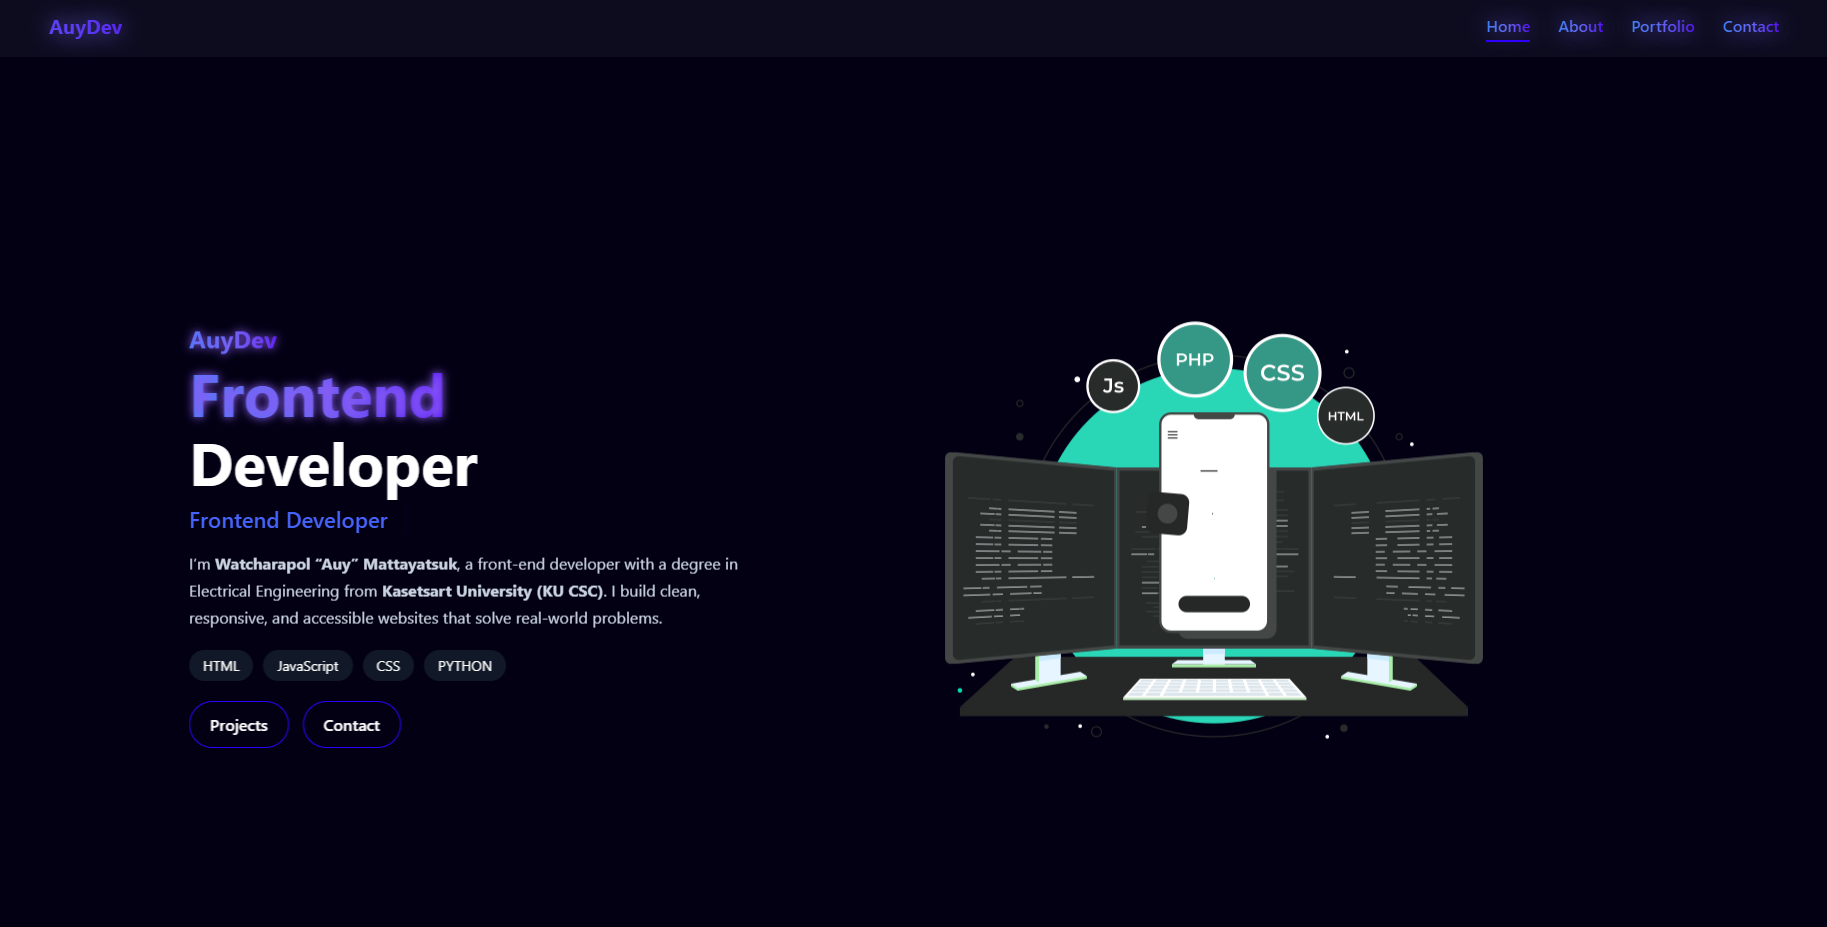 AuyDev
Home About Portfolio Contact
AuyDev
Frontend
Developer
Frontend Developer
I’m Watcharapol “Auy” Mattayatsuk, a front-end developer with a degree in
Electrical Engineering from Kasetsart University (KU CSC). I build clean,
responsive, and accessible websites that solve real-world problems.
HTML JavaScript CSS PYTHON
Projects Contact
Js PHP CSS HTML